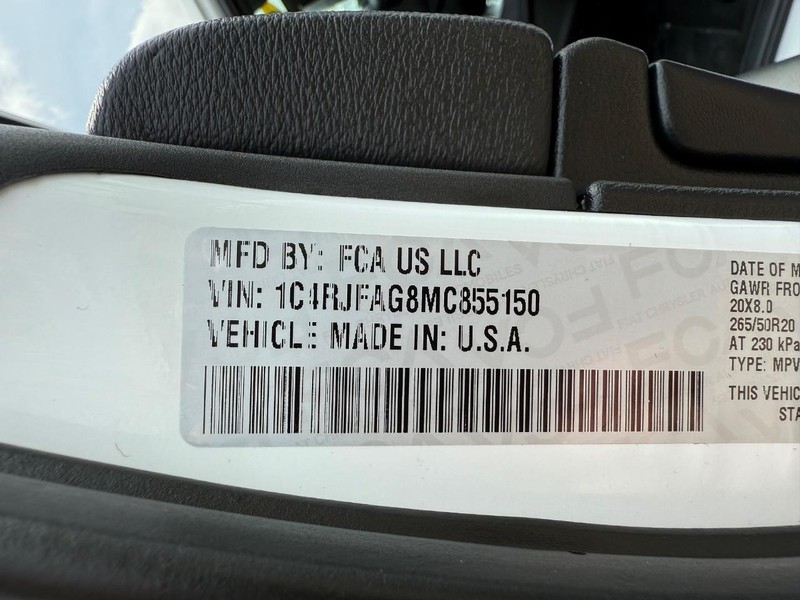 MFD BY: FCA US LLC
VIN: 1C4RJFAG8MC855150
VEHICLE MADE IN: U.S.A.
DATE OF M
GAWR FRO
20X8.0
265/50R20
AT 230 kPa
TYPE: MPV
THIS VEHIC
STA